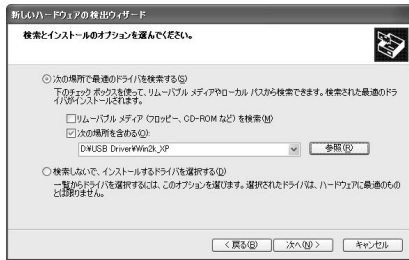 新しいハードウェアの検出ウィザード
検索とインストールのオプションを選んでください。
次の場所で最適のドライバを検索する(S)
下のチェック ボックスを使って、リムーバブル メディアやローカル パスから検索できます。検索された最適のドラ
イバがインストールされます。
リムーバブル メディア (フロッピー、CD-ROM など) を検索(M)
次の場所を含める(O):
D¥USB Driver¥Win2k_XP
参照(R)
検索しないで、インストールするドライバを選択する(D)
一覧からドライバを選択するには、このオプションを選びます。選択されたドライバは、ハードウェアに最適のもの
とは限りません。
< 戻る(B)
次へ(N) >
キャンセル